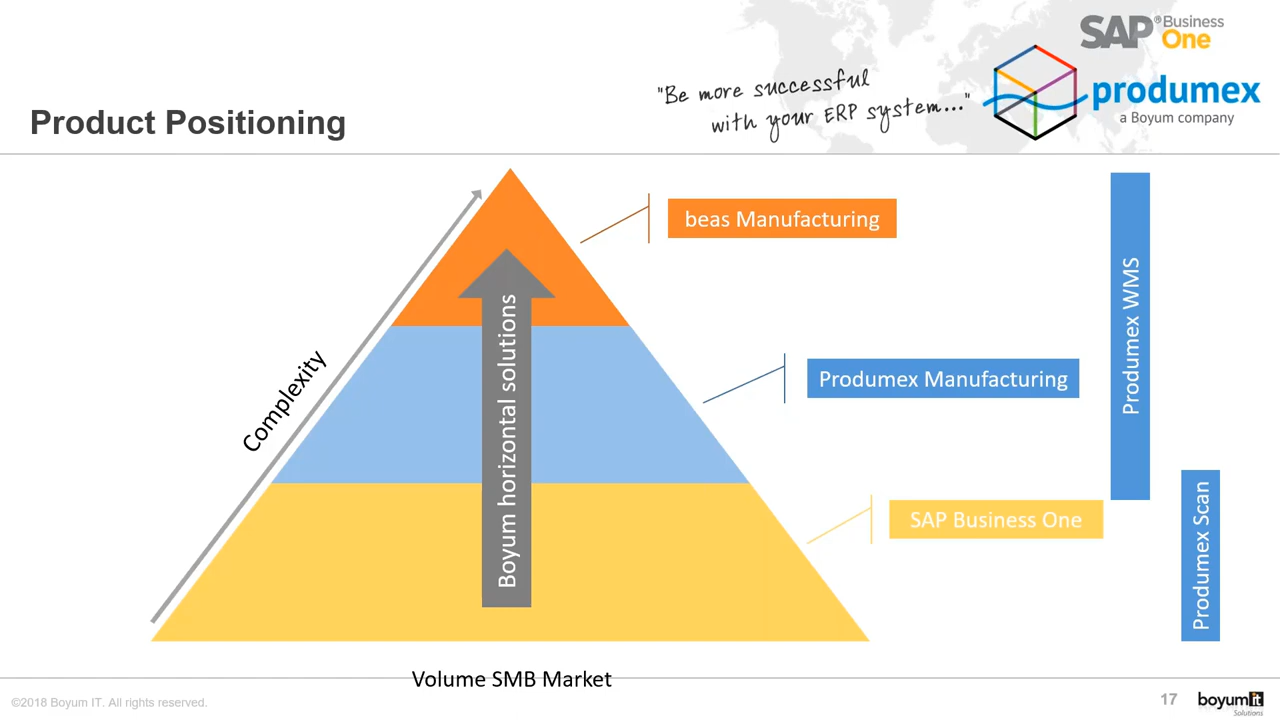 SAP® Business
One
"Be more successful
with your ERP system..."
produmex
a Boyum company
Product Positioning
beas Manufacturing
Complexity
Boyum horizontal solutions
Produmex Manufacturing
Produmex WMS
SAP Business One
Produmex Scan
Volume SMB Market
©2018 Boyum IT. All rights reserved.
17
boyumit
Solutions